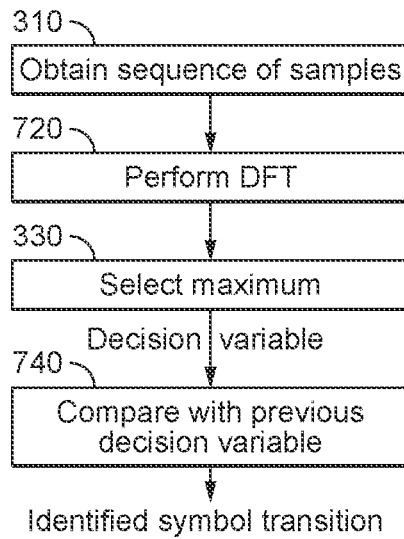 310
Obtain sequence of samples
720
Perform DFT
330
Select maximum
Decision variable
740
Compare with previous
decision variable
Identified symbol transition